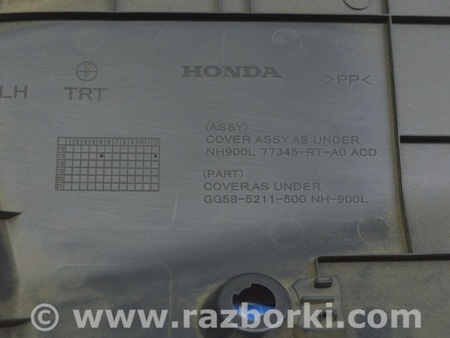 LH TRT HONDA >PP<
(ASSY)
COVER ASSY,AS UNDER
NH900L 77345-RT-A0 ACD
(PART)
COVER,AS UNDER
GG58-5211-500 NH-900L
© www.razborki.com